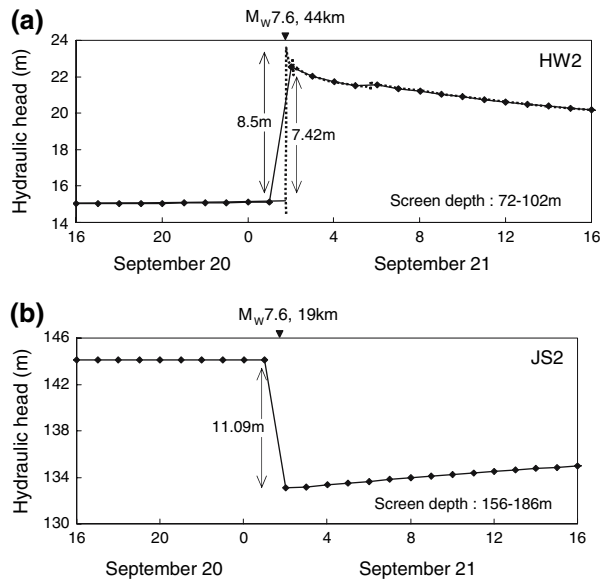 (a)
M_W7.6, 44km
HW2
Hydraulic head (m)
24
22
20
18
16
14
8.5m
7.42m
Screen depth : 72-102m
16 20 0 4 8 12 16
September 20 September 21
(b)
M_W7.6, 19km
JS2
Hydraulic head (m)
146
142
138
134
130
11.09m
Screen depth : 156-186m
16 20 0 4 8 12 16
September 20 September 21